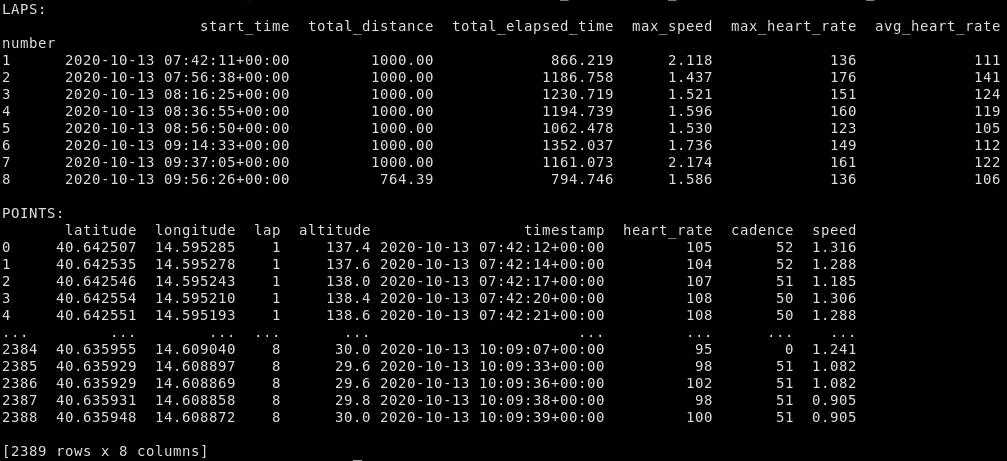 LAPS:
start_time total_distance total_elapsed_time max_speed max_heart_rate avg_heart_rate
number
1 2020-10-13 07:42:11+00:00 1000.00 866.219 2.118 136 111
2 2020-10-13 07:56:38+00:00 1000.00 1186.758 1.437 176 141
3 2020-10-13 08:16:25+00:00 1000.00 1230.719 1.521 151 124
4 2020-10-13 08:36:55+00:00 1000.00 1194.739 1.596 160 119
5 2020-10-13 08:56:50+00:00 1000.00 1062.478 1.530 123 105
6 2020-10-13 09:14:33+00:00 1000.00 1352.037 1.736 149 112
7 2020-10-13 09:37:05+00:00 1000.00 1161.073 2.174 161 122
8 2020-10-13 09:56:26+00:00 764.39 794.746 1.586 136 106
POINTS:
latitude longitude lap altitude timestamp heart_rate cadence speed
0 40.642507 14.595285 1 137.4 2020-10-13 07:42:12+00:00 105 52 1.316
1 40.642535 14.595278 1 137.6 2020-10-13 07:42:14+00:00 104 52 1.288
2 40.642546 14.595243 1 138.0 2020-10-13 07:42:17+00:00 107 51 1.185
3 40.642554 14.595210 1 138.4 2020-10-13 07:42:20+00:00 108 50 1.306
4 40.642551 14.595193 1 138.6 2020-10-13 07:42:21+00:00 108 50 1.288
... ... ... ... ... ... ... ... ...
2384 40.635955 14.609040 8 30.0 2020-10-13 10:09:07+00:00 95 0 1.241
2385 40.635929 14.608897 8 29.6 2020-10-13 10:09:33+00:00 98 51 1.082
2386 40.635929 14.608869 8 29.6 2020-10-13 10:09:36+00:00 102 51 1.082
2387 40.635931 14.608858 8 29.8 2020-10-13 10:09:38+00:00 98 51 0.905
2388 40.635948 14.608872 8 30.0 2020-10-13 10:09:39+00:00 100 51 0.905
[2389 rows x 8 columns]